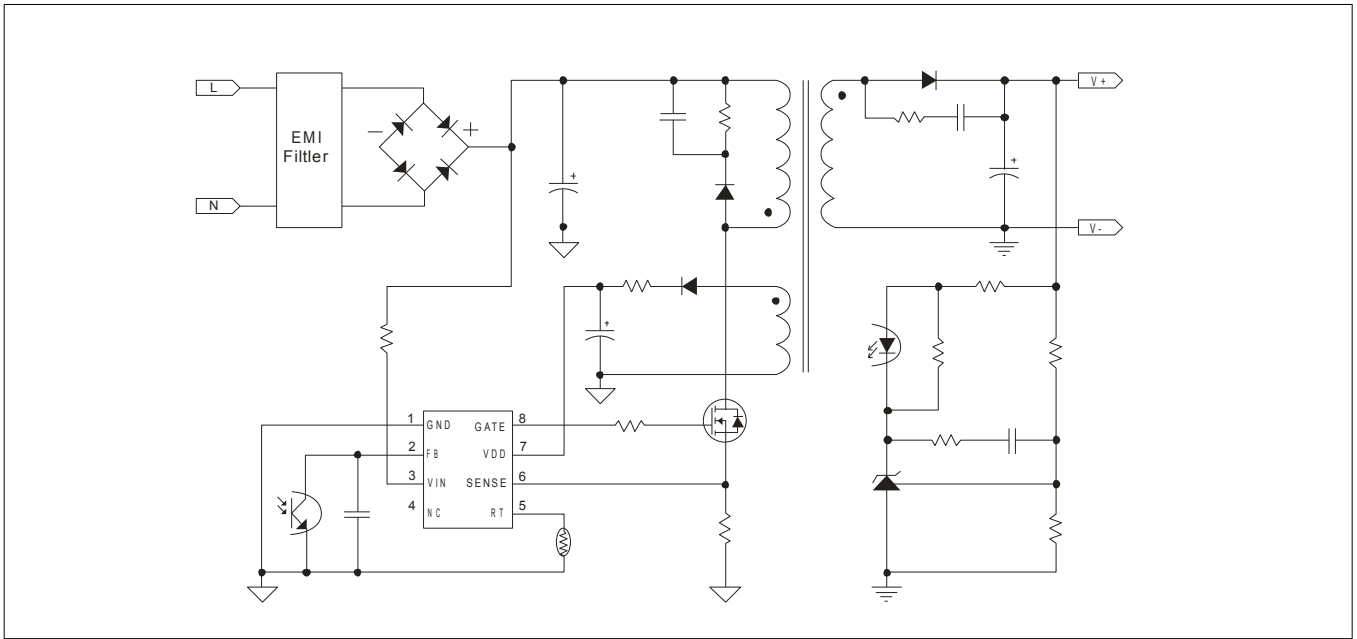 L
EMI
Filtler
N
V+
V-
1 GND GATE 8
2 FB VDD 7
3 VIN SENSE 6
4 NC RT 5